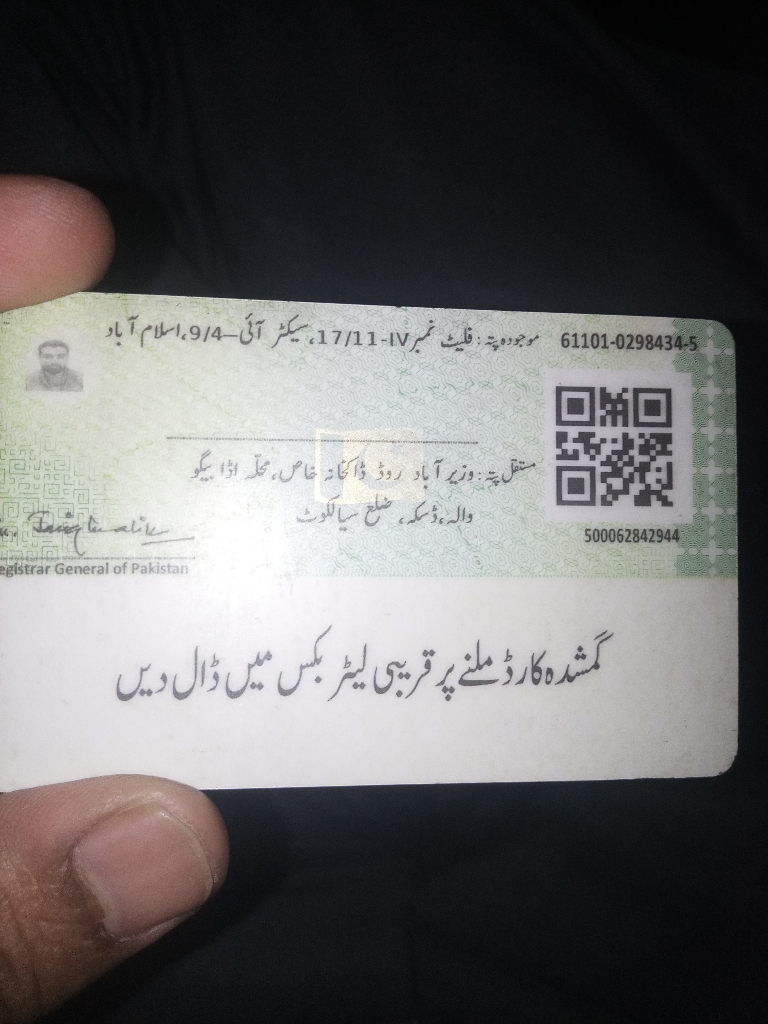 61101-0298434-5
موجودہ پتہ: فلیٹ نمبر 17/11-IV، سیکٹر آئی-9/4، اسلام آباد
مستقل پتہ: وزیر آباد روڈ ڈاکخانہ خاص، محلہ اڈا بیگو
والہ، ڈسکہ، ضلع سیالکوٹ
500062842944
egistrar General of Pakistan
گمشدہ کارڈ ملنے پر قریبی لیٹر بکس میں ڈال دیں